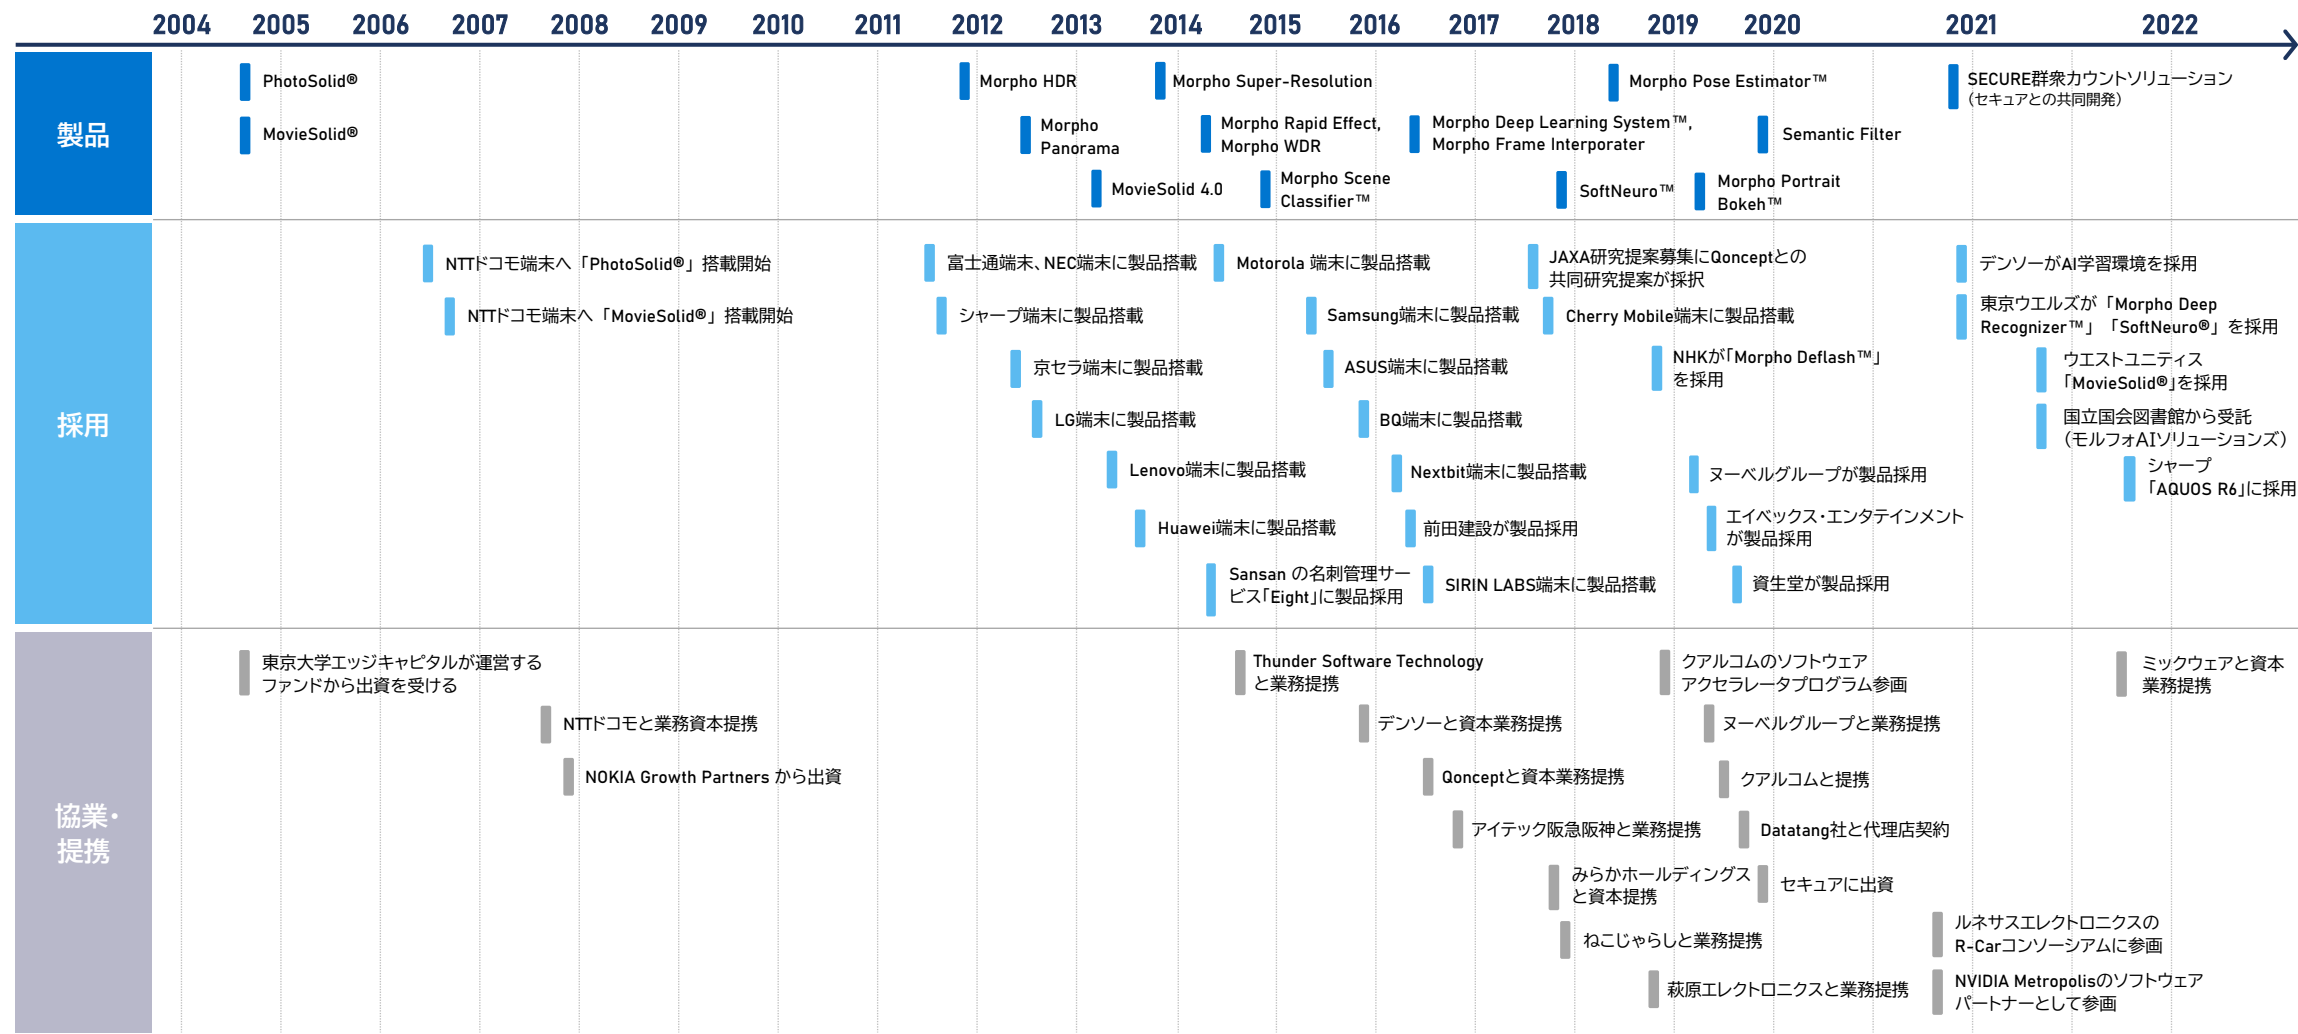 2004 2005 2006 2007 2008 2009 2010 2011 2012 2013 2014 2015 2016 2017 2018 2019 2020 2021 2022
製品
PhotoSolid®
MovieSolid®
Morpho HDR
Morpho
Panorama
MovieSolid 4.0
Morpho Super-Resolution
Morpho Rapid Effect,
Morpho WDR
Morpho Scene
Classifier™
Morpho Deep Learning System™,
Morpho Frame Interporater
SoftNeuro™
Morpho Pose Estimator™
Morpho Portrait
Bokeh™
Semantic Filter
SECURE群衆カウントソリューション
（セキュアとの共同開発）
採用
NTTドコモ端末へ「PhotoSolid®」搭載開始
NTTドコモ端末へ「MovieSolid®」搭載開始
富士通端末、NEC端末に製品搭載
シャープ端末に製品搭載
京セラ端末に製品搭載
LG端末に製品搭載
Lenovo端末に製品搭載
Huawei端末に製品搭載
Sansan の名刺管理サー
ビス「Eight」に製品採用
Motorola 端末に製品搭載
Samsung端末に製品搭載
ASUS端末に製品搭載
BQ端末に製品搭載
Nextbit端末に製品搭載
前田建設が製品採用
SIRIN LABS端末に製品搭載
JAXA研究提案募集にQonceptとの
共同研究提案が採択
Cherry Mobile端末に製品搭載
NHKが「Morpho Deflash™」
を採用
ヌーベルグループが製品採用
エイベックス・エンタテインメント
が製品採用
資生堂が製品採用
デンソーがAI学習環境を採用
東京ウエルズが「Morpho Deep
Recognizer™」「SoftNeuro®」を採用
ウエストユニティス
「MovieSolid®」を採用
国立国会図書館から受託
（モルフォAIソリューションズ）
シャープ
「AQUOS R6」に採用
協業・
提携
東京大学エッジキャピタルが運営する
ファンドから出資を受ける
NTTドコモと業務資本提携
NOKIA Growth Partners から出資
Thunder Software Technology
と業務提携
デンソーと資本業務提携
Qonceptと資本業務提携
アイテック阪急阪神と業務提携
みらかホールディングス
と資本提携
ねこじゃらしと業務提携
萩原エレクトロニクスと業務提携
クアルコムのソフトウェア
アクセラレータプログラム参画
ヌーベルグループと業務提携
クアルコムと提携
Datatang社と代理店契約
セキュアに出資
ルネサスエレクトロニクスの
R-Carコンソーシアムに参画
NVIDIA Metropolisのソフトウェア
パートナーとして参画
ミックウェアと資本
業務提携